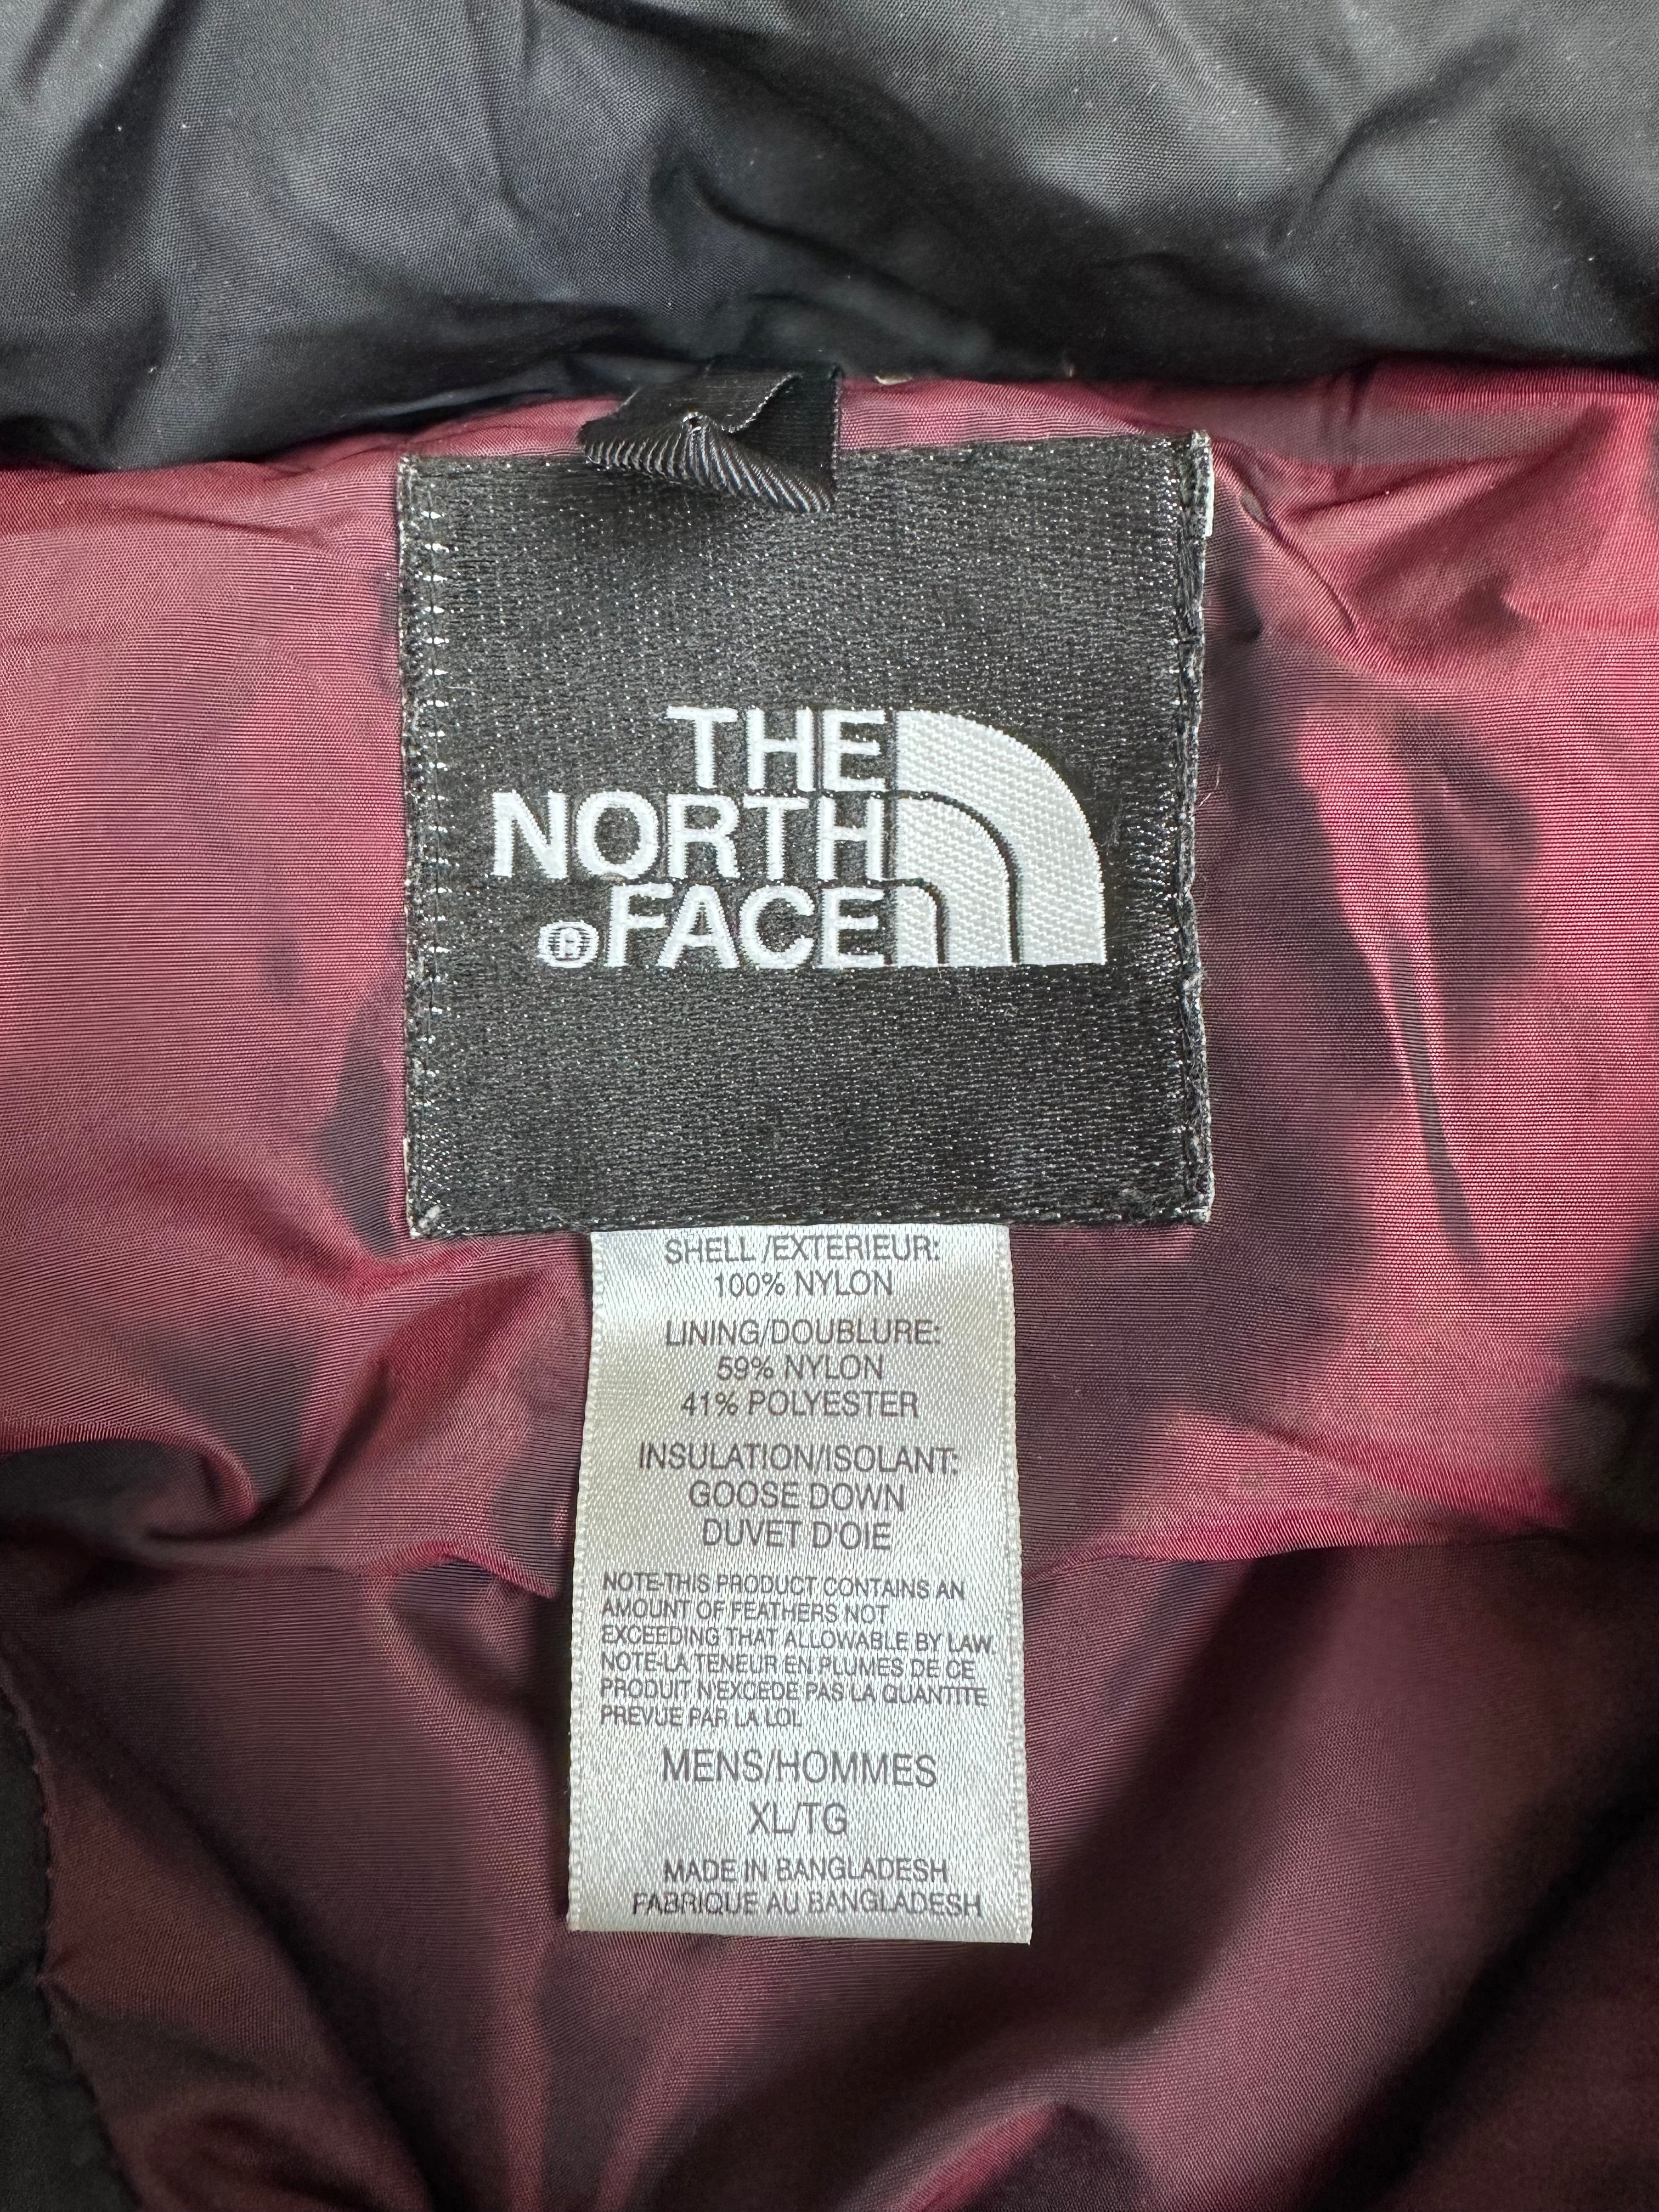 THE
NORTH
®FACE
SHELL /EXTERIEUR:
100% NYLON
LINING/DOUBLURE:
59% NYLON
41% POLYESTER
INSULATION/ISOLANT:
GOOSE DOWN
DUVET D'OIE
NOTE-THIS PRODUCT CONTAINS AN
AMOUNT OF FEATHERS NOT
EXCEEDING THAT ALLOWABLE BY LAW.
NOTE-LA TENEUR EN PLUMES DE CE
PRODUIT N'EXCEDE PAS LA QUANTITE
PREVUE PAR LA LOI.
MENS/HOMMES
XL/TG
MADE IN BANGLADESH
FABRIQUE AU BANGLADESH